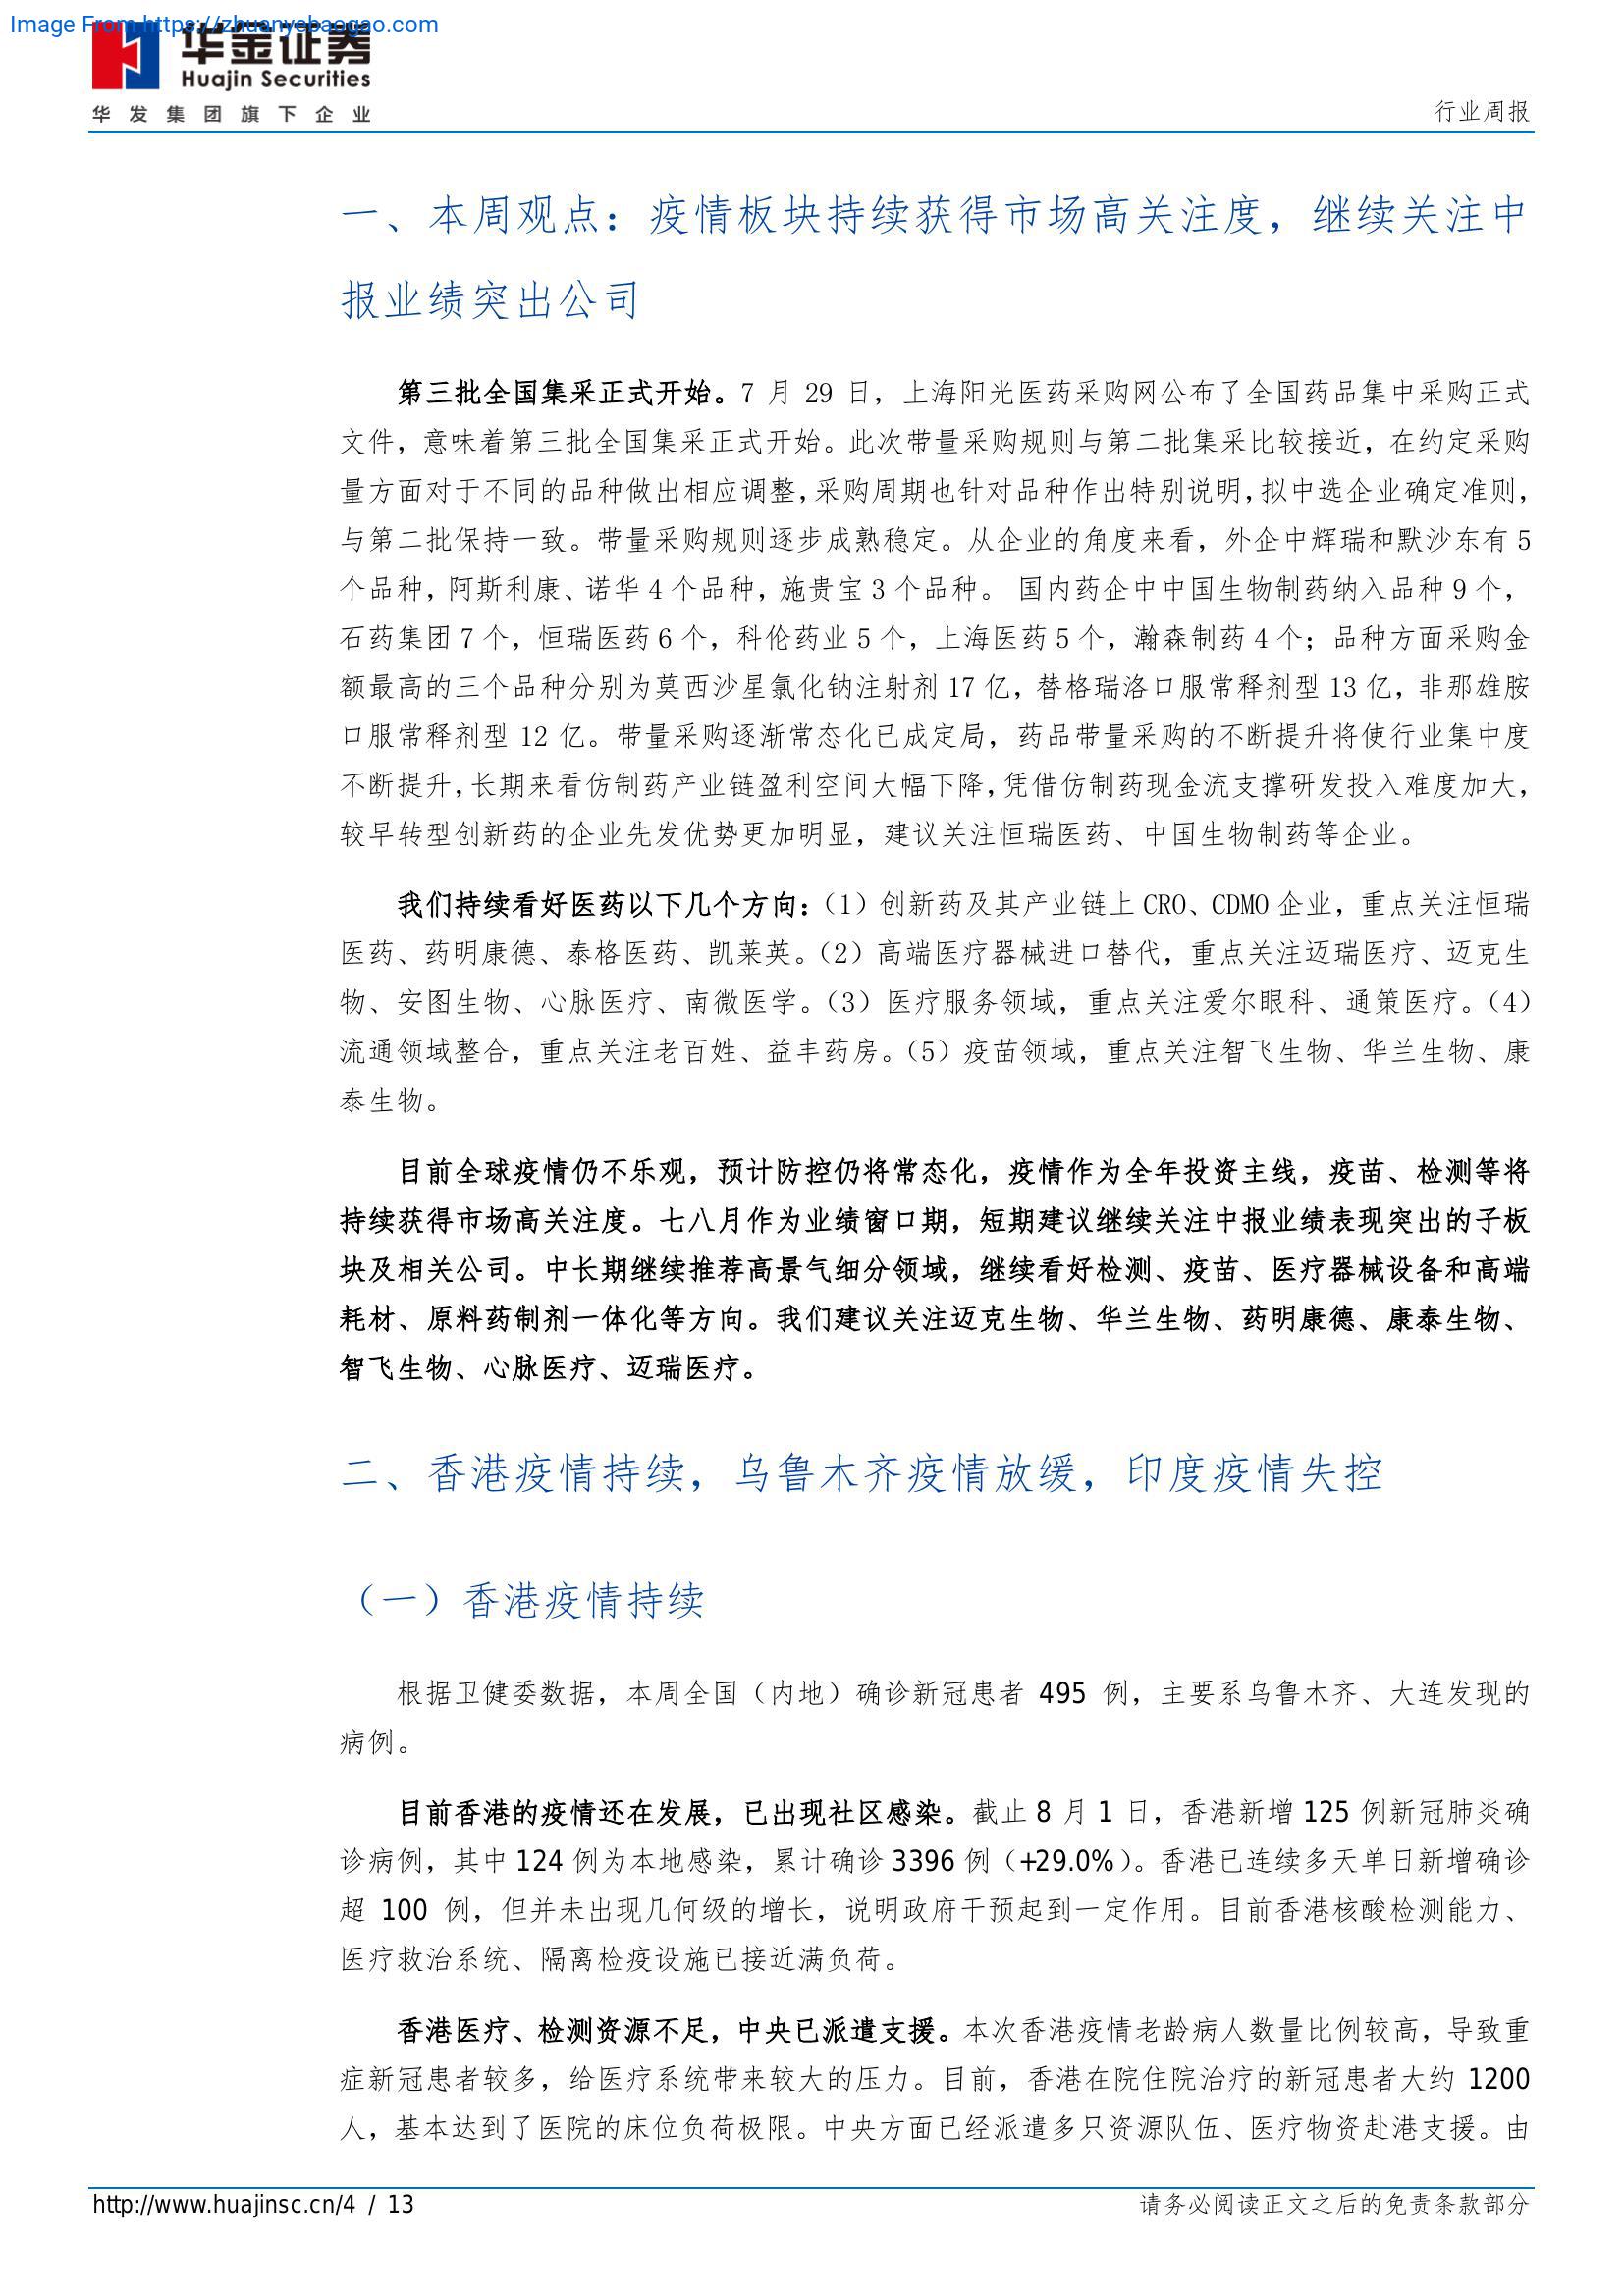 Image From https://zhuanyebaogao.com
华金证券
Huajin Securities
华发集团旗下企业
行业周报
一、本周观点：疫情板块持续获得市场高关注度，继续关注中
报业绩突出公司
第三批全国集采正式开始。7 月 29 日，上海阳光医药采购网公布了全国药品集中采购正式
文件，意味着第三批全国集采正式开始。此次带量采购规则与第二批集采比较接近，在约定采购
量方面对于不同的品种做出相应调整，采购周期也针对品种作出特别说明，拟中选企业确定准则，
与第二批保持一致。带量采购规则逐步成熟稳定。从企业的角度来看，外企中辉瑞和默沙东有 5
个品种，阿斯利康、诺华 4 个品种，施贵宝 3 个品种。 国内药企中中国生物制药纳入品种 9 个，
石药集团 7 个，恒瑞医药 6 个，科伦药业 5 个，上海医药 5 个，瀚森制药 4 个；品种方面采购金
额最高的三个品种分别为莫西沙星氯化钠注射剂 17 亿，替格瑞洛口服常释剂型 13 亿，非那雄胺
口服常释剂型 12 亿。带量采购逐渐常态化已成定局，药品带量采购的不断提升将使行业集中度
不断提升，长期来看仿制药产业链盈利空间大幅下降，凭借仿制药现金流支撑研发投入难度加大，
较早转型创新药的企业先发优势更加明显，建议关注恒瑞医药、中国生物制药等企业。
我们持续看好医药以下几个方向：（1）创新药及其产业链上 CRO、CDMO 企业，重点关注恒瑞
医药、药明康德、泰格医药、凯莱英。（2）高端医疗器械进口替代，重点关注迈瑞医疗、迈克生
物、安图生物、心脉医疗、南微医学。（3）医疗服务领域，重点关注爱尔眼科、通策医疗。（4）
流通领域整合，重点关注老百姓、益丰药房。（5）疫苗领域，重点关注智飞生物、华兰生物、康
泰生物。
目前全球疫情仍不乐观，预计防控仍将常态化，疫情作为全年投资主线，疫苗、检测等将
持续获得市场高关注度。七八月作为业绩窗口期，短期建议继续关注中报业绩表现突出的子板
块及相关公司。中长期继续推荐高景气细分领域，继续看好检测、疫苗、医疗器械设备和高端
耗材、原料药制剂一体化等方向。我们建议关注迈克生物、华兰生物、药明康德、康泰生物、
智飞生物、心脉医疗、迈瑞医疗。
二、香港疫情持续，乌鲁木齐疫情放缓，印度疫情失控
（一）香港疫情持续
根据卫健委数据，本周全国（内地）确诊新冠患者 495 例，主要系乌鲁木齐、大连发现的
病例。
目前香港的疫情还在发展，已出现社区感染。截止 8 月 1 日，香港新增 125 例新冠肺炎确
诊病例，其中 124 例为本地感染，累计确诊 3396 例（+29.0%）。香港已连续多天单日新增确诊
超 100 例，但并未出现几何级的增长，说明政府干预起到一定作用。目前香港核酸检测能力、
医疗救治系统、隔离检疫设施已接近满负荷。
香港医疗、检测资源不足，中央已派遣支援。本次香港疫情老龄病人数量比例较高，导致重
症新冠患者较多，给医疗系统带来较大的压力。目前，香港在院住院治疗的新冠患者大约 1200
人，基本达到了医院的床位负荷极限。中央方面已经派遣多只资源队伍、医疗物资赴港支援。由
http://www.huajinsc.cn/4 / 13
请务必阅读正文之后的免责条款部分